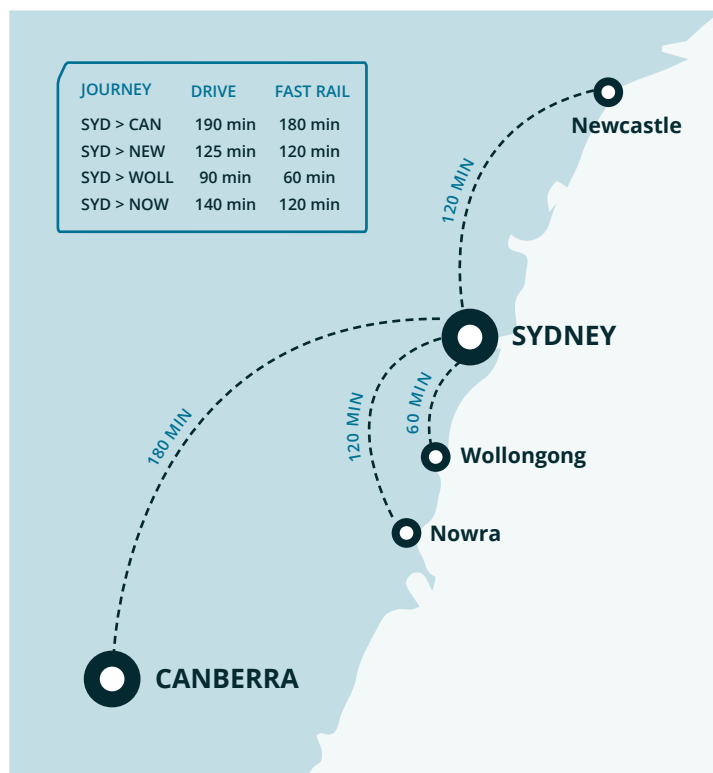 JOURNEY DRIVE FAST RAIL
SYD > CAN 190 min 180 min
SYD > NEW 125 min 120 min
SYD > WOLL 90 min 60 min
SYD > NOW 140 min 120 min
Newcastle
120 MIN
SYDNEY
180 MIN
120 MIN
60 MIN
Wollongong
Nowra
CANBERRA